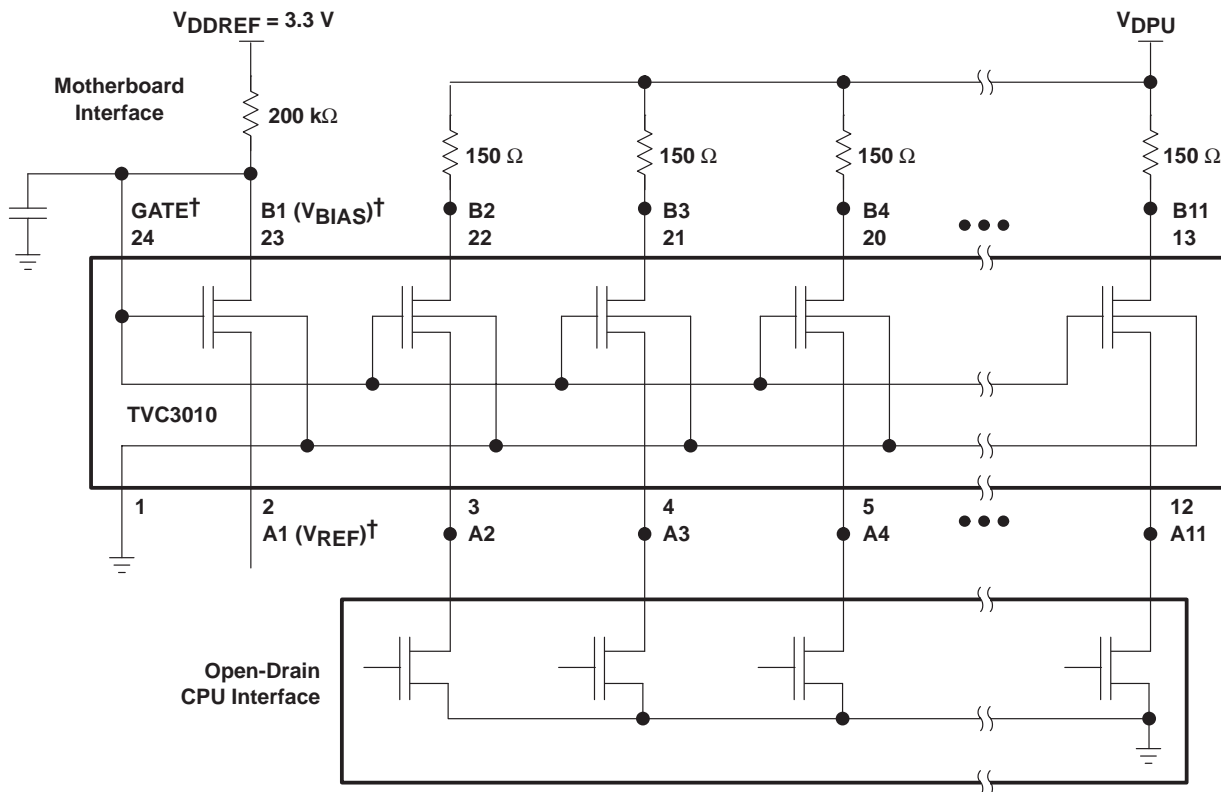 VDDREF = 3.3 V
VDPU
Motherboard
Interface
200 kΩ
150 Ω
150 Ω
150 Ω
150 Ω
GATE†
24
B1 (VBIAS)†
23
B2
22
B3
21
B4
20
B11
13
TVC3010
1
2
A1 (VREF)†
3
A2
4
A3
5
A4
12
A11
Open-Drain
CPU Interface